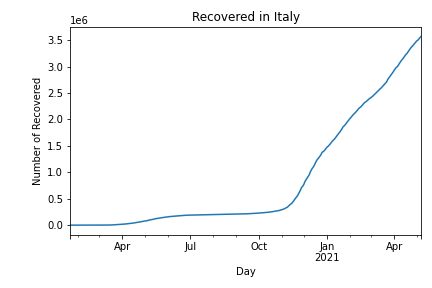 Recovered in Italy
1e6
3.5
3.0
2.5
2.0
1.5
1.0
0.5
0.0
Number of Recovered
Apr
Jul
Oct
Jan
2021
Apr
Day